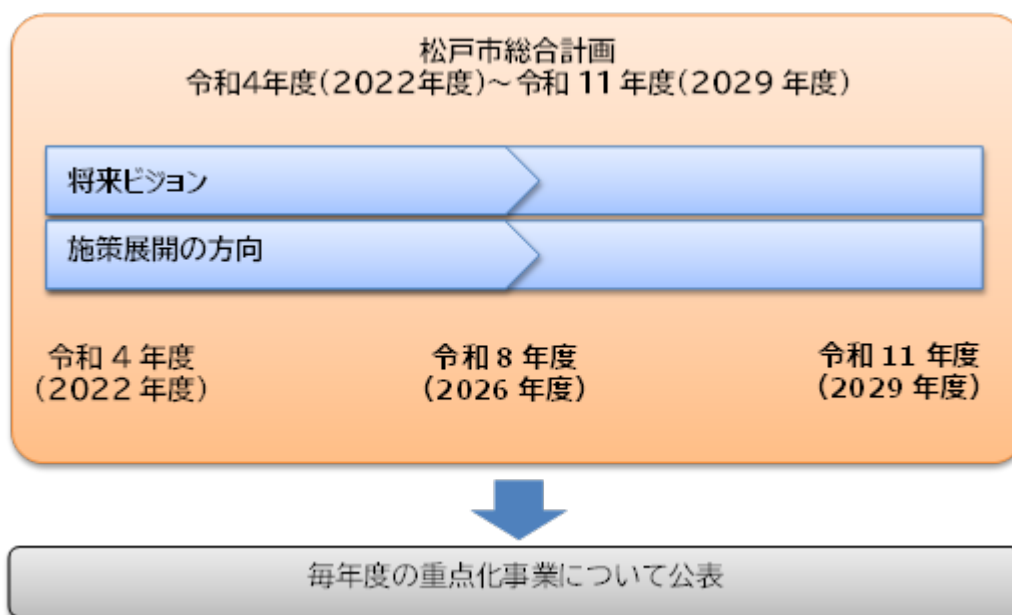 松戸市総合計画
令和4年度(2022年度)～令和 11 年度(2029 年度)
将来ビジョン
施策展開の方向
令和 4 年度
(2022 年度)
令和 8 年度
(2026 年度)
令和 11 年度
(2029 年度)
毎年度の重点化事業について公表